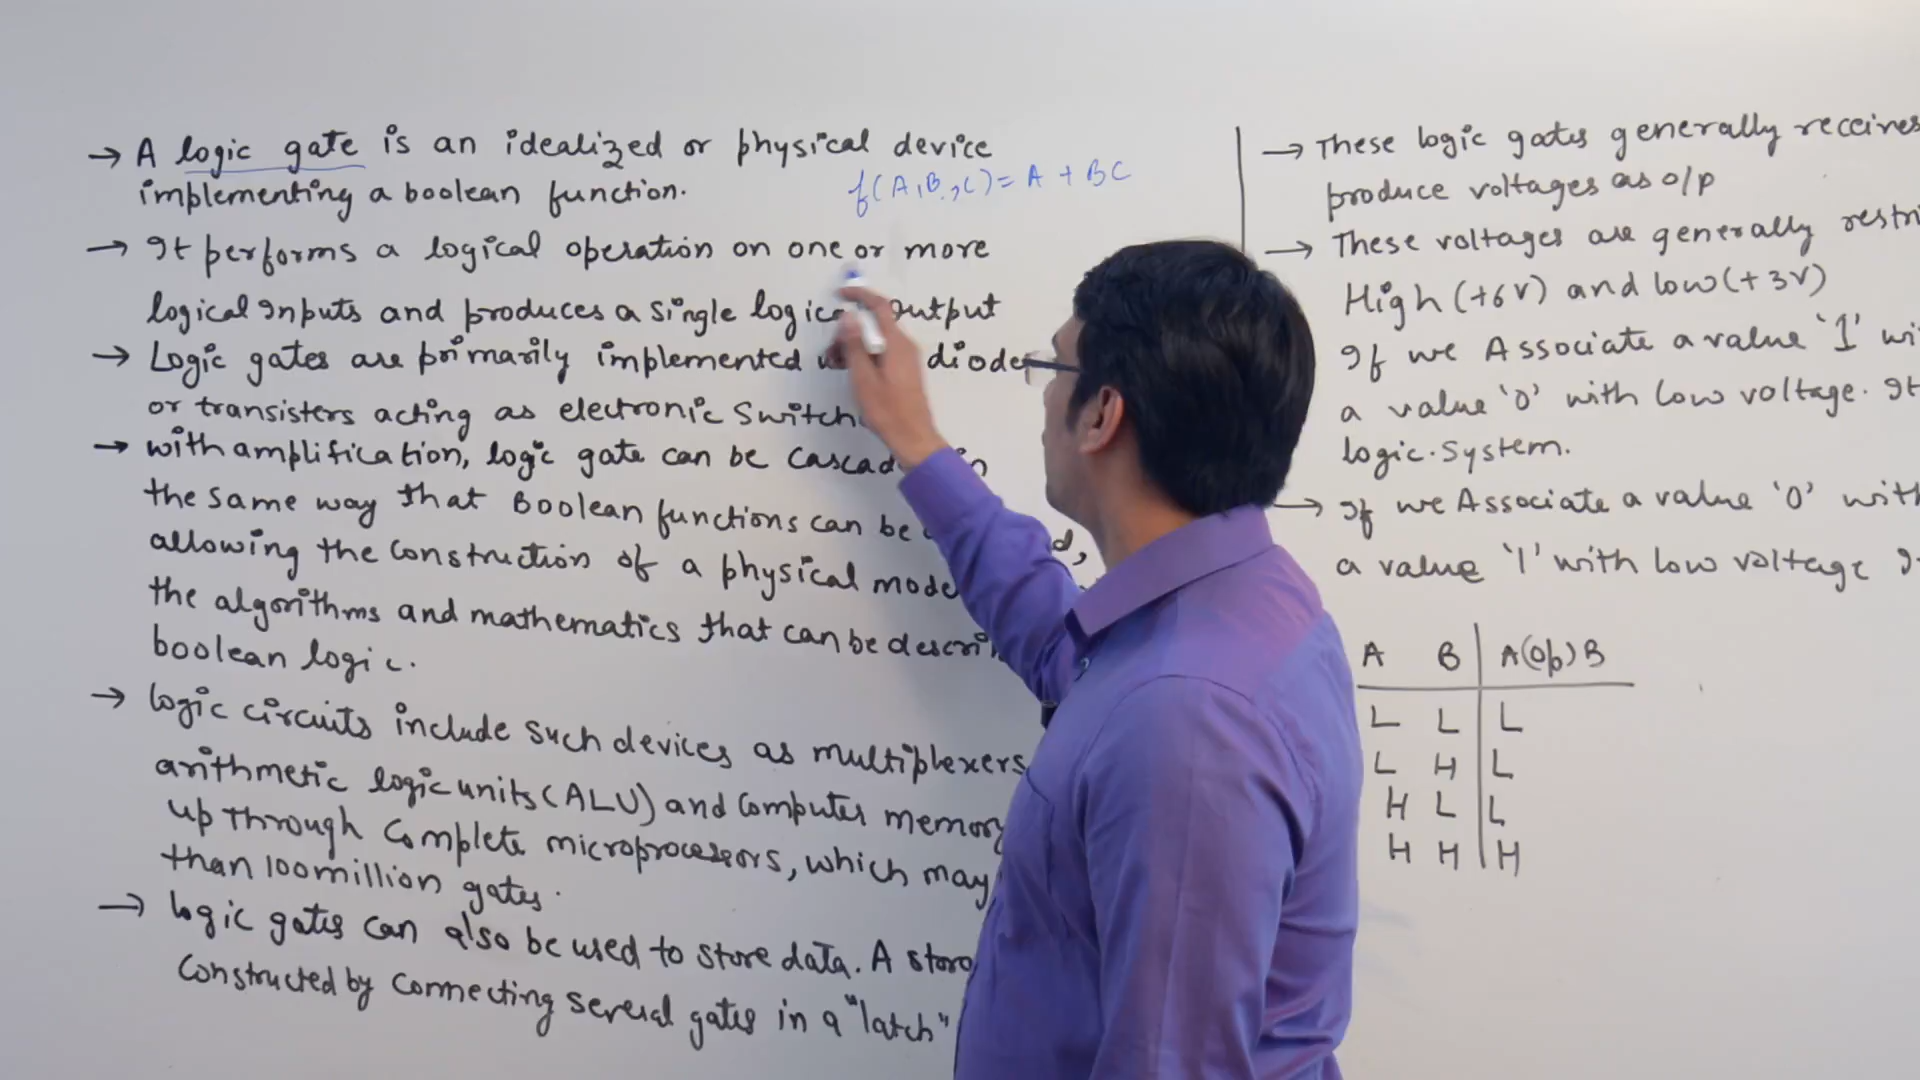 → A logic gate is an idealized or physical device
implementing a boolean function.
f(A,B,C)= A + BC
→ It performs a logical operation on one or more
logical Inputs and produces a single logic output
→ Logic gates are primarily implemented diode
or transisters acting as electronic Switch
→ with amplification, logic gate can be cascad in
the same way that Boolean functions can be d,
allowing the construction of a physical mode
the algorithms and mathematics that can be descri
boolean logic.
→ logic circuits include such devices as multiplexers
arithmetic logic units (ALU) and computer memory
up through complete microprocessors, which may
than 100 million gates.
→ logic gates can also be used to store data. A stora
constructed by connecting several gates in a "latch"
→ These logic gates generally receives
produce voltages as o/p
→ These voltages are generally restri
High (+6V) and low (+3V)
If we Associate a value '1' wi
a value '0' with low voltage. It
logic.System.
→ If we Associate a value '0' with
a value '1' with low voltage It
A B A(Op)B
L L L
L H L
H L L
H H H